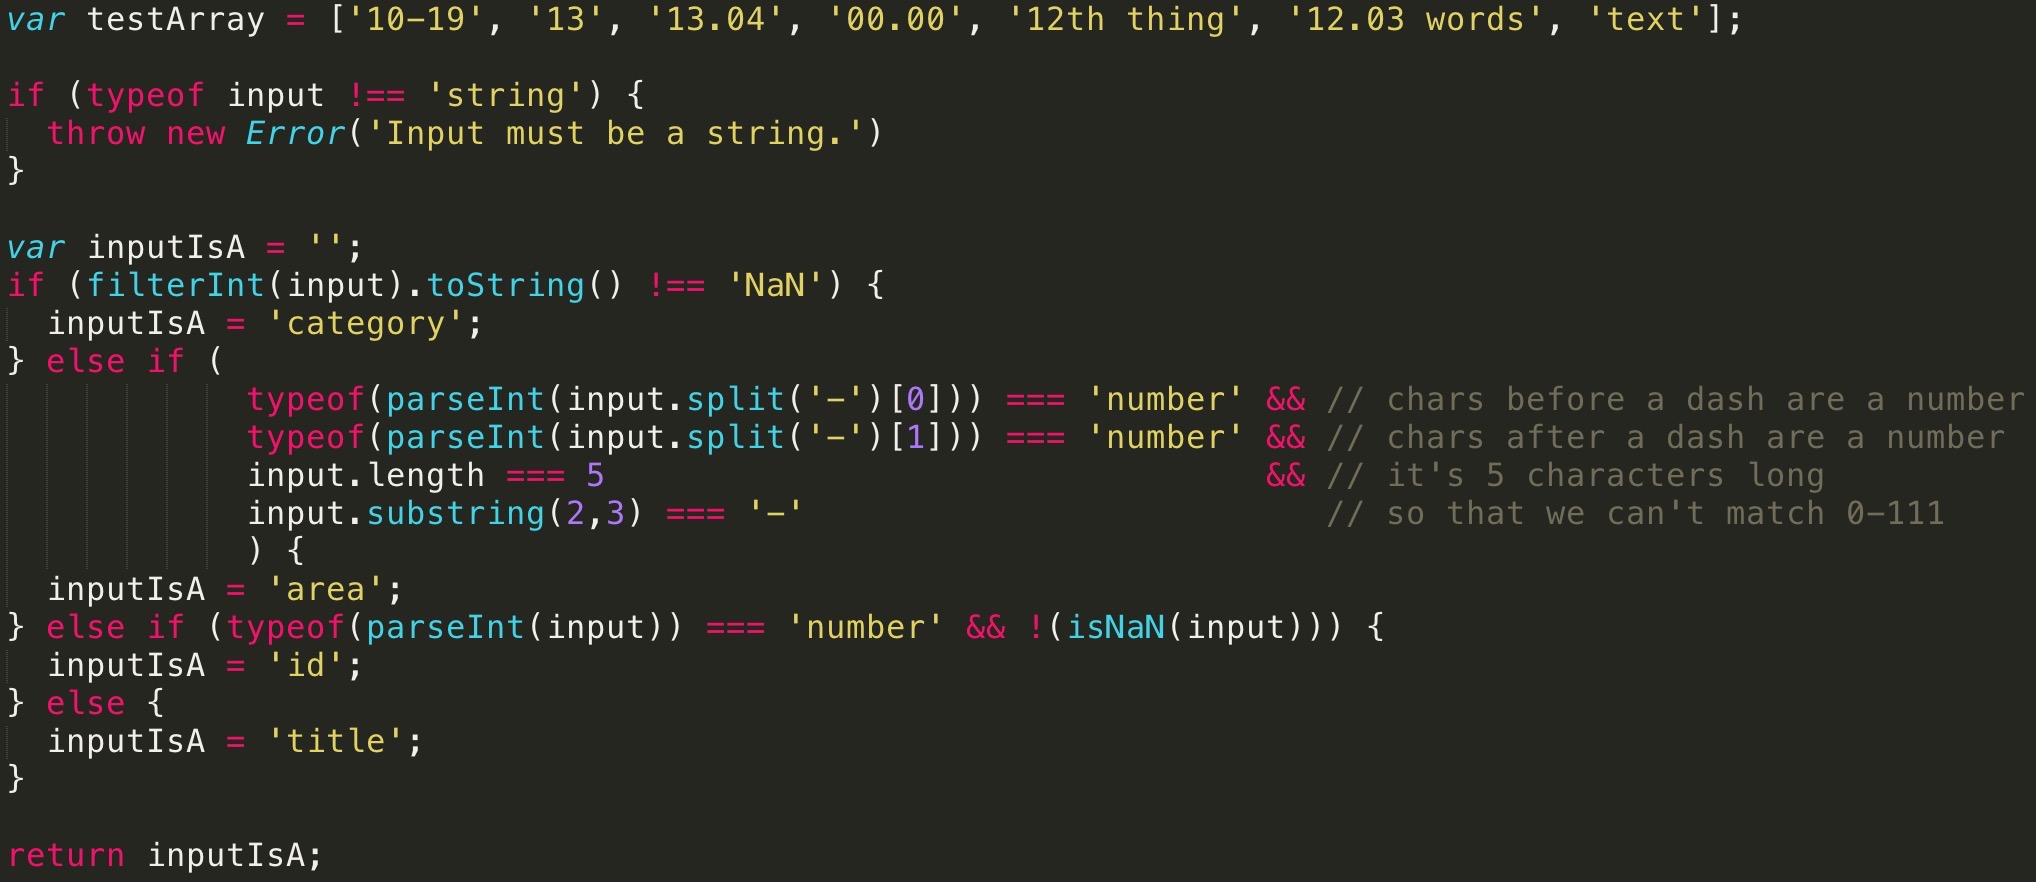 var testArray = ['10-19', '13', '13.04', '00.00', '12th thing', '12.03 words', 'text'];
if (typeof input !== 'string') {
throw new Error('Input must be a string.')
}
var inputIsA = '';
if (filterInt(input).toString() !== 'NaN') {
inputIsA = 'category';
} else if (
typeof(parseInt(input.split('-')[0])) === 'number' && // chars before a dash are a number
typeof(parseInt(input.split('-')[1])) === 'number' && // chars after a dash are a number
input.length === 5 && // it's 5 characters long
input.substring(2,3) === '-' // so that we can't match 0-111
) {
inputIsA = 'area';
} else if (typeof(parseInt(input)) === 'number' && !(isNaN(input))) {
inputIsA = 'id';
} else {
inputIsA = 'title';
}
return inputIsA;